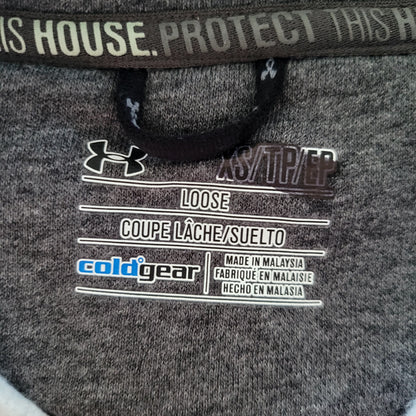 IS HOUSE. PROTECT THIS H
XS/TP/EP
LOOSE
COUPE LÂCHE/SUELTO
coldgear
MADE IN MALAYSIA
FABRIQUÉ EN MALAISIE
HECHO EN MALASIA